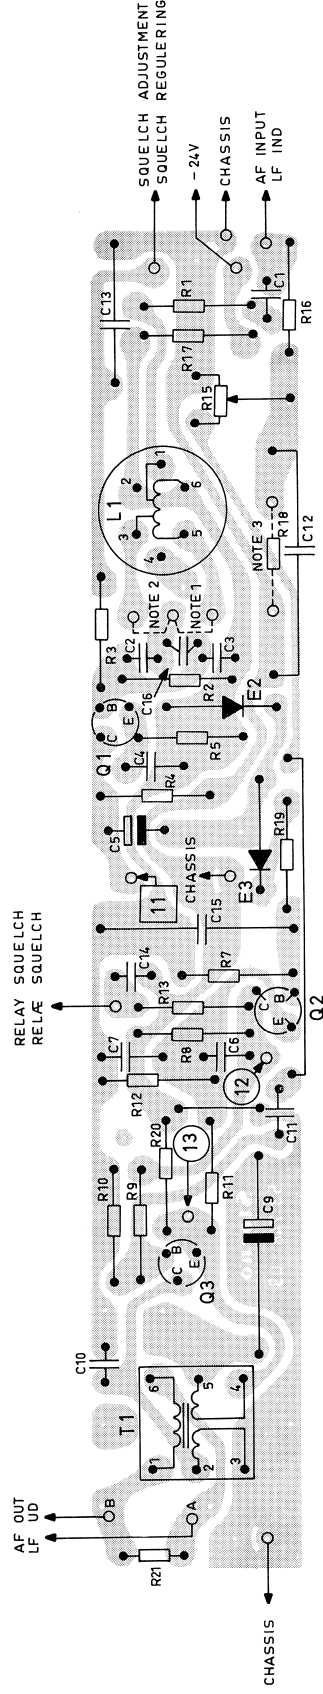 SQUELCH ADJUSTMENT
SQUELCH REGULERING
-24V
CHASSIS
AF INPUT
LF IND
C13
R1
R17
C1
R16
R15
L1
1
2
3
4
5
6
NOTE 3
R18
C12
R3
NOTE 2
NOTE 1
C2
C16
C3
R2
E2
Q1
C
B
E
C4
R5
R4
C5
11
CHASSIS
E3
R19
C15
RELAY SQUELCH
RELÆ SQUELCH
C14
R13
R7
C7
R8
C6
R12
12
Q2
C
B
E
C11
R20
13
R10
R9
R11
Q3
C
B
E
C9
C10
T1
6
5
4
1
2
3
AF OUT
LF UD
B
A
R21
CHASSIS